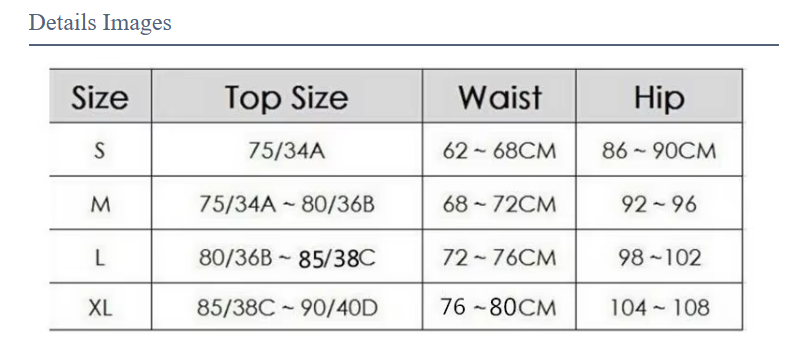 Details Images
Size Top Size Waist Hip
S 75/34A 62 ~ 68CM 86 ~ 90CM
M 75/34A ~ 80/36B 68 ~ 72CM 92 ~ 96
L 80/36B ~ 85/38C 72 ~ 76CM 98 ~102
XL 85/38C ~ 90/40D 76 ~80CM 104 ~ 108